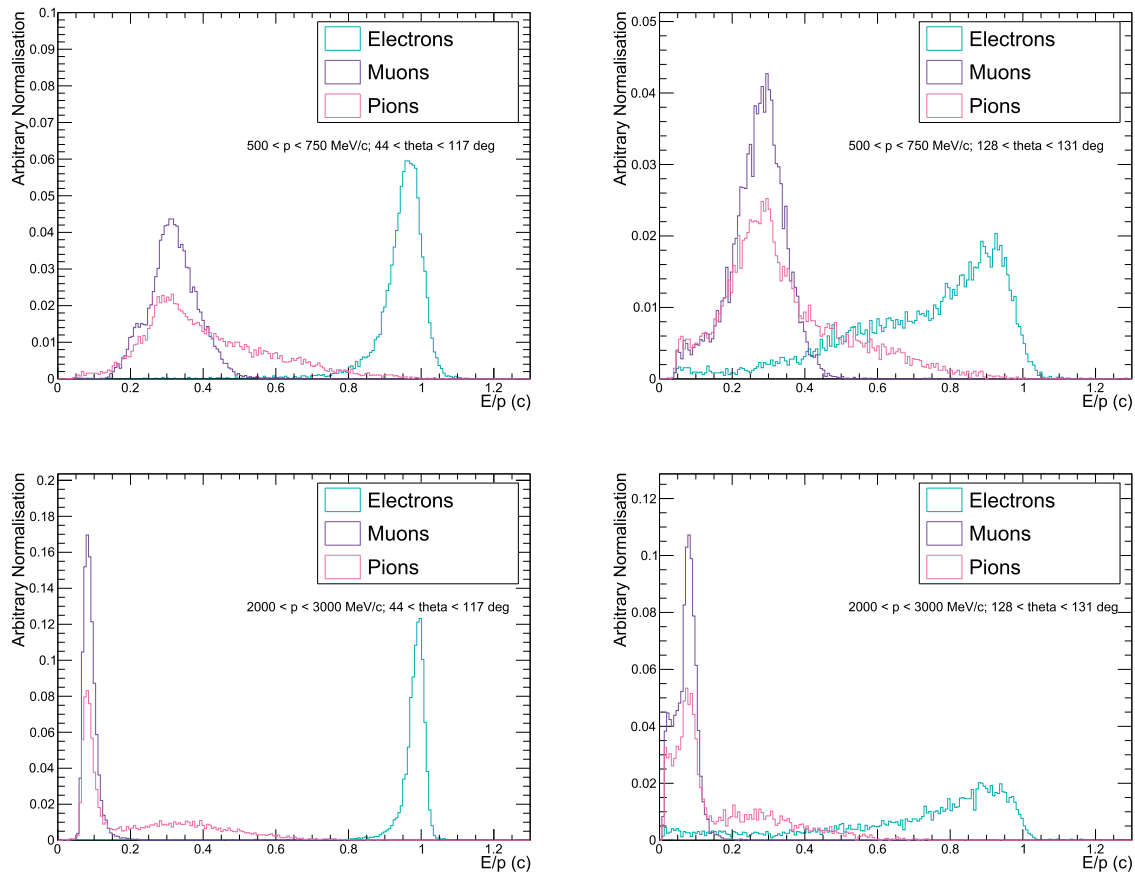 Arbitrary Normalisation
0.1
0.09
0.08
0.07
0.06
0.05
0.04
0.03
0.02
0.01
0
Electrons
Muons
Pions
500 < p < 750 MeV/c; 44 < theta < 117 deg
0 0.2 0.4 0.6 0.8 1 1.2
E/p (c)
Arbitrary Normalisation
0.05
0.04
0.03
0.02
0.01
0
Electrons
Muons
Pions
500 < p < 750 MeV/c; 128 < theta < 131 deg
0 0.2 0.4 0.6 0.8 1 1.2
E/p (c)
Arbitrary Normalisation
0.2
0.18
0.16
0.14
0.12
0.1
0.08
0.06
0.04
0.02
0
Electrons
Muons
Pions
2000 < p < 3000 MeV/c; 44 < theta < 117 deg
0 0.2 0.4 0.6 0.8 1 1.2
E/p (c)
Arbitrary Normalisation
0.12
0.1
0.08
0.06
0.04
0.02
0
Electrons
Muons
Pions
2000 < p < 3000 MeV/c; 128 < theta < 131 deg
0 0.2 0.4 0.6 0.8 1 1.2
E/p (c)